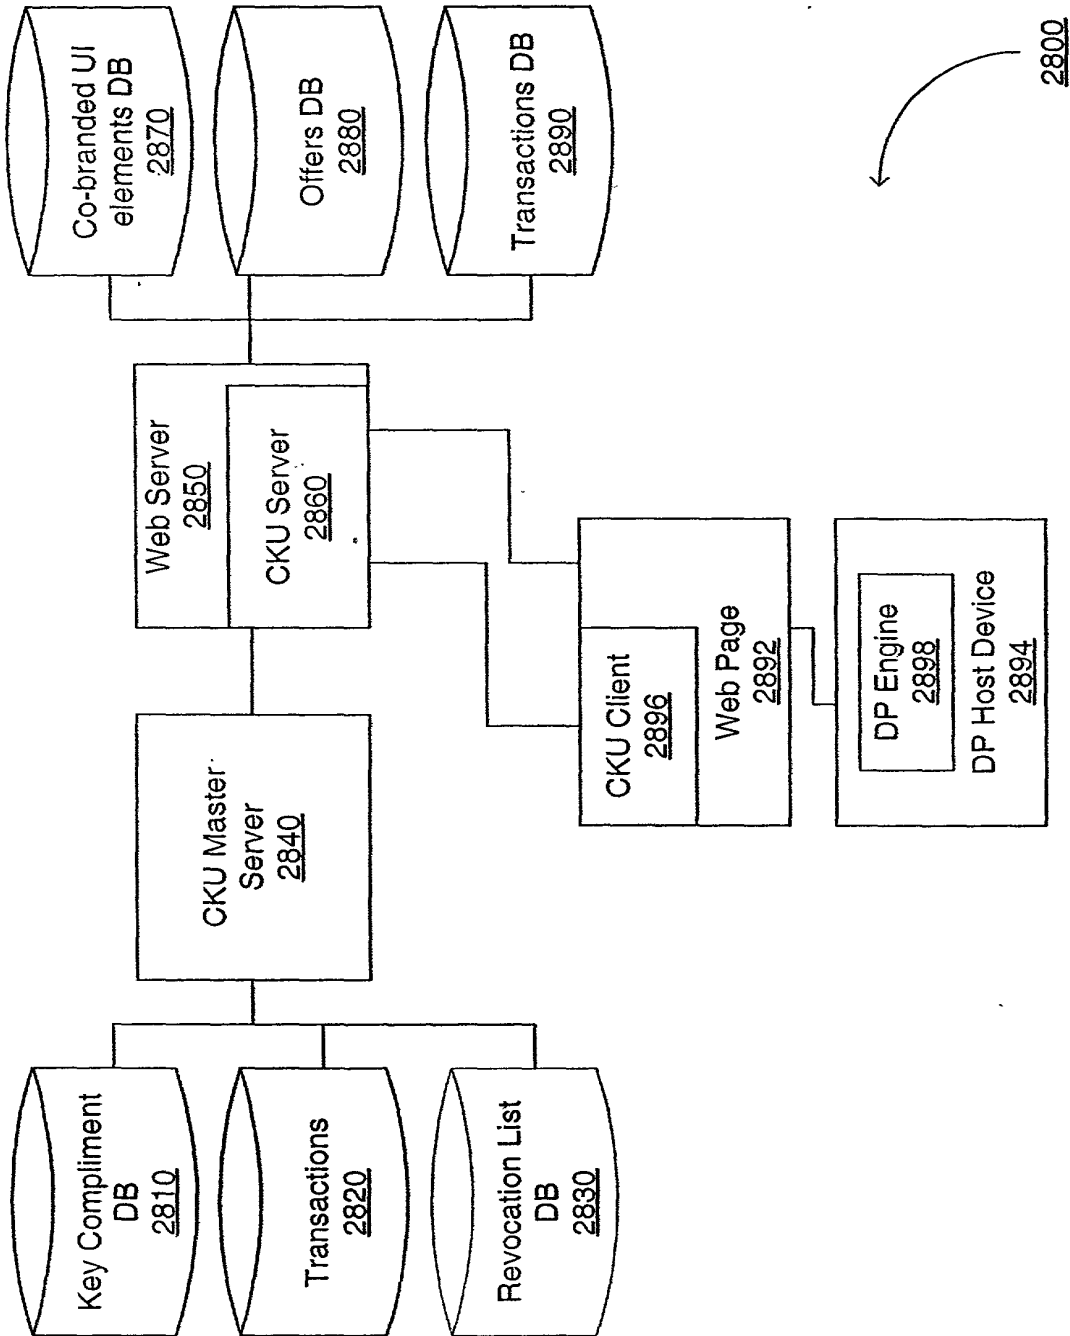 Key Compliment
DB
2810
Transactions
2820
Revocation List
DB
2830
CKU Master
Server
2840
Web Server
2850
CKU Server
2860
Co-branded UI
elements DB
2870
Offers DB
2880
Transactions DB
2890
CKU Client
2896
Web Page
2892
DP Engine
2898
DP Host Device
2894
2800